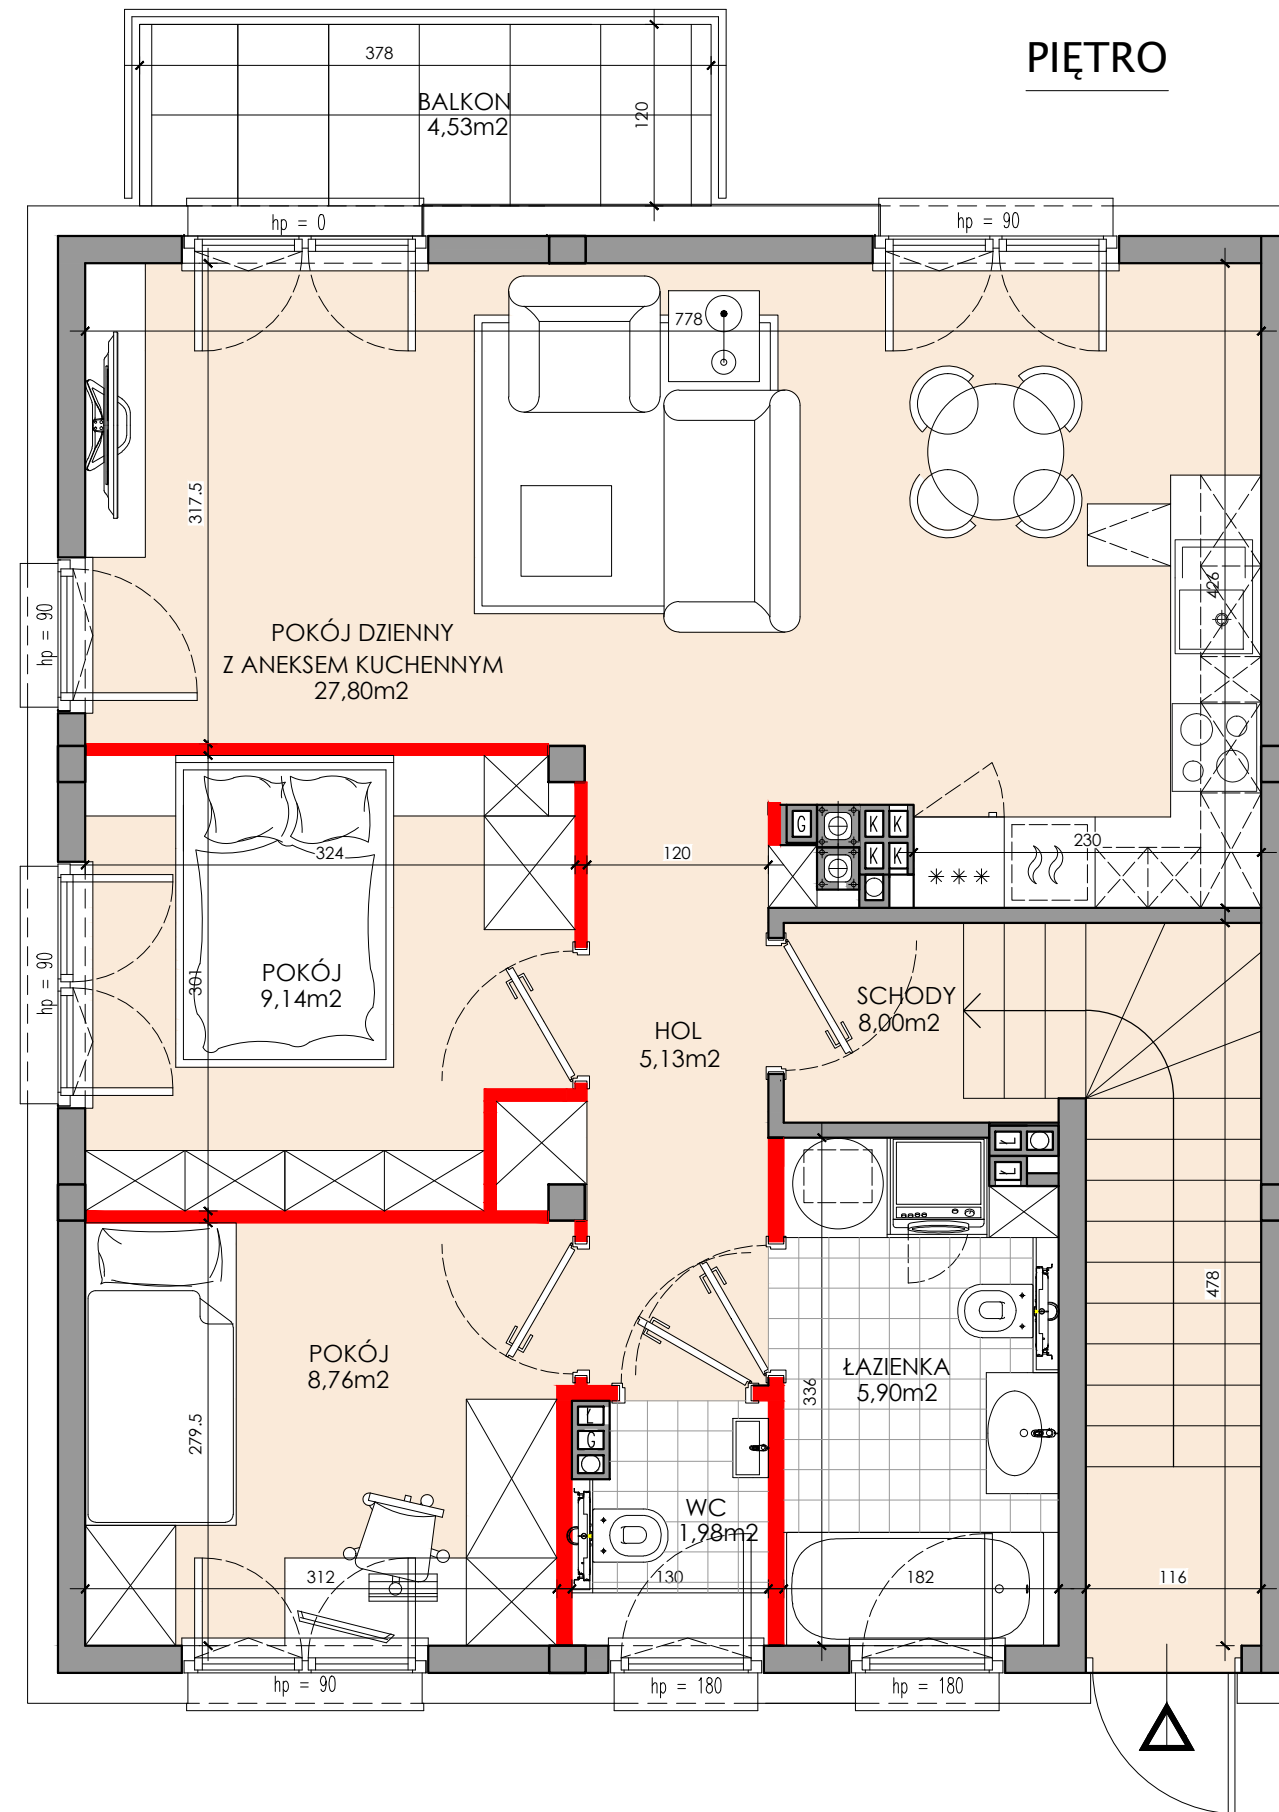 PIĘTRO
378
BALKON
4,53m2
120
hp = 0
hp = 90
778
317.5
426
hp = 90
POKÓJ DZIENNY
Z ANEKSEM KUCHENNYM
27,80m2
G
K
K
K
K
324
120
230
301
POKÓJ
9,14m2
hp = 90
HOL
5,13m2
SCHODY
8,00m2
Ł
Ł
478
POKÓJ
8,76m2
ŁAZIENKA
5,90m2
336
279.5
L
G
WC
1,98m2
312
130
182
116
hp = 90
hp = 180
hp = 180